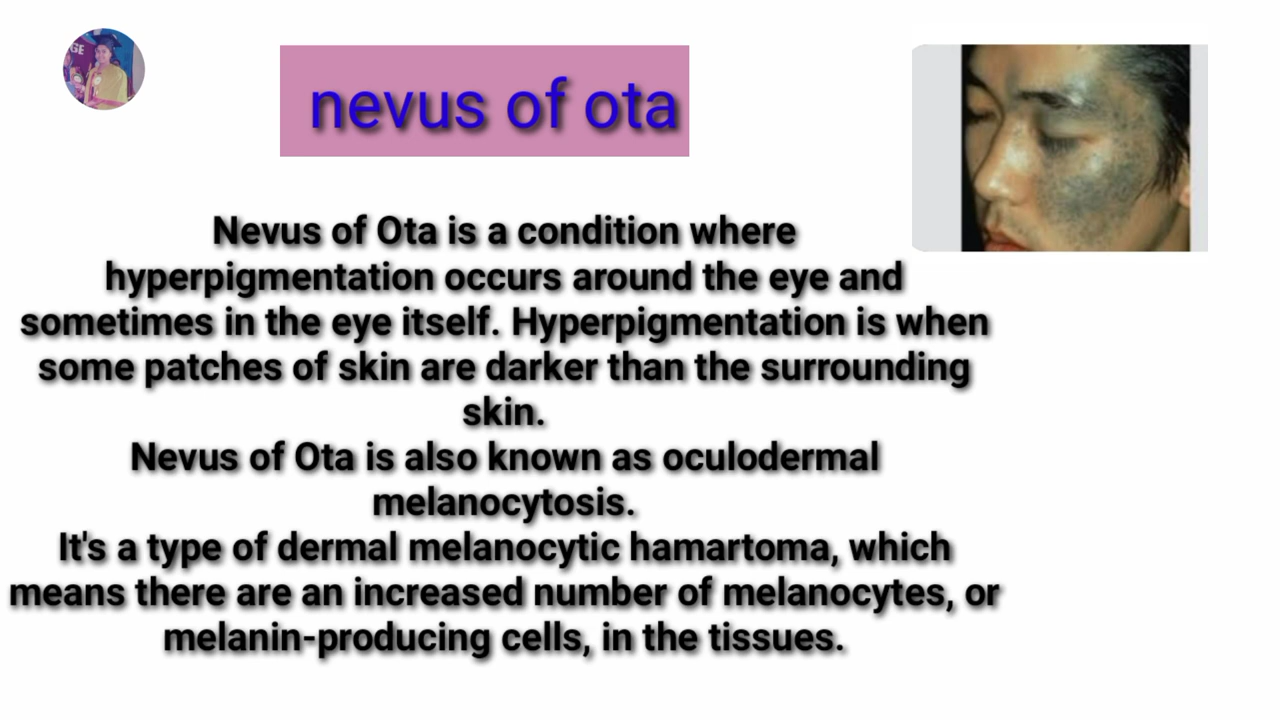 GE
nevus of ota
Nevus of Ota is a condition where
hyperpigmentation occurs around the eye and
sometimes in the eye itself. Hyperpigmentation is when
some patches of skin are darker than the surrounding
skin.
Nevus of Ota is also known as oculodermal
melanocytosis.
It's a type of dermal melanocytic hamartoma, which
means there are an increased number of melanocytes, or
melanin-producing cells, in the tissues.